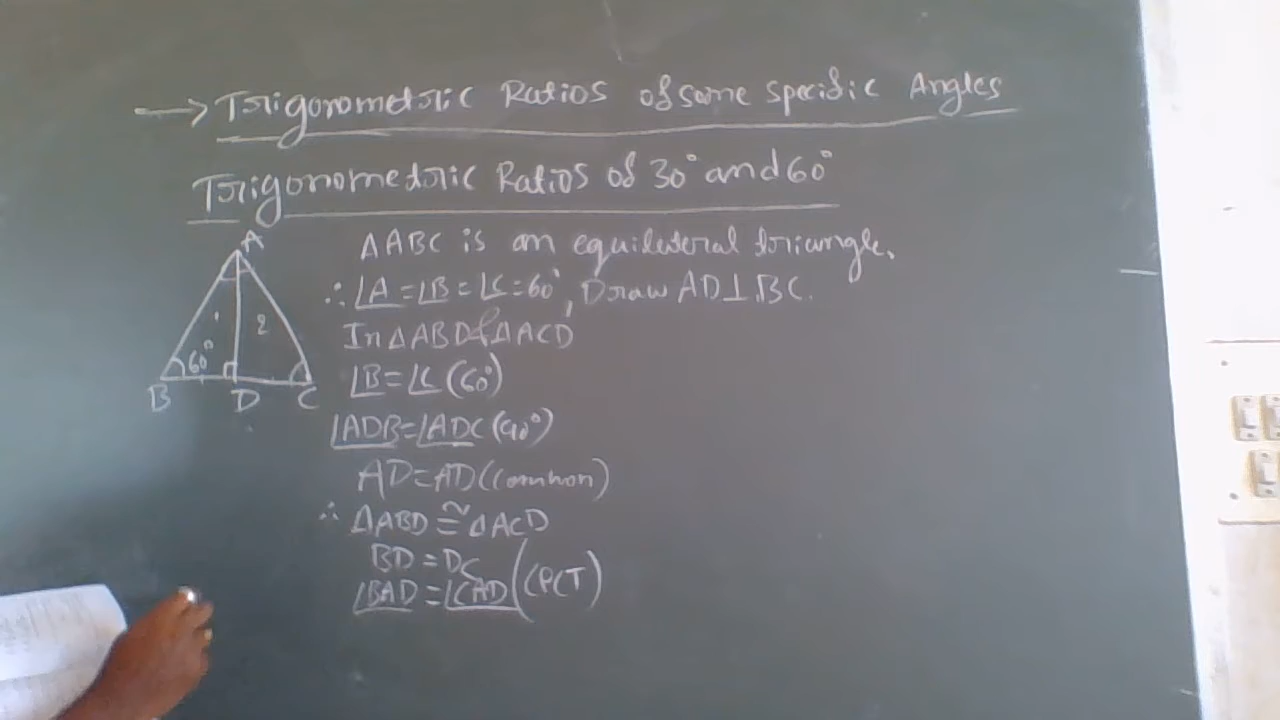 → Trigonometric Ratios of some specific Angles
Trigonometric Ratios of 30° and 60°
A
1 2
60°
B D C
ΔABC is an equilateral triangle.
∴ ∠A = ∠B = ∠C = 60°, Draw AD ⊥ BC.
In ΔABD & ΔACD
∠B = ∠C (60°)
∠ADB = ∠ADC (90°)
AD = AD (common)
∴ ΔABD ≅ ΔACD
BD = DC
∠BAD = ∠CAD (CPCT)